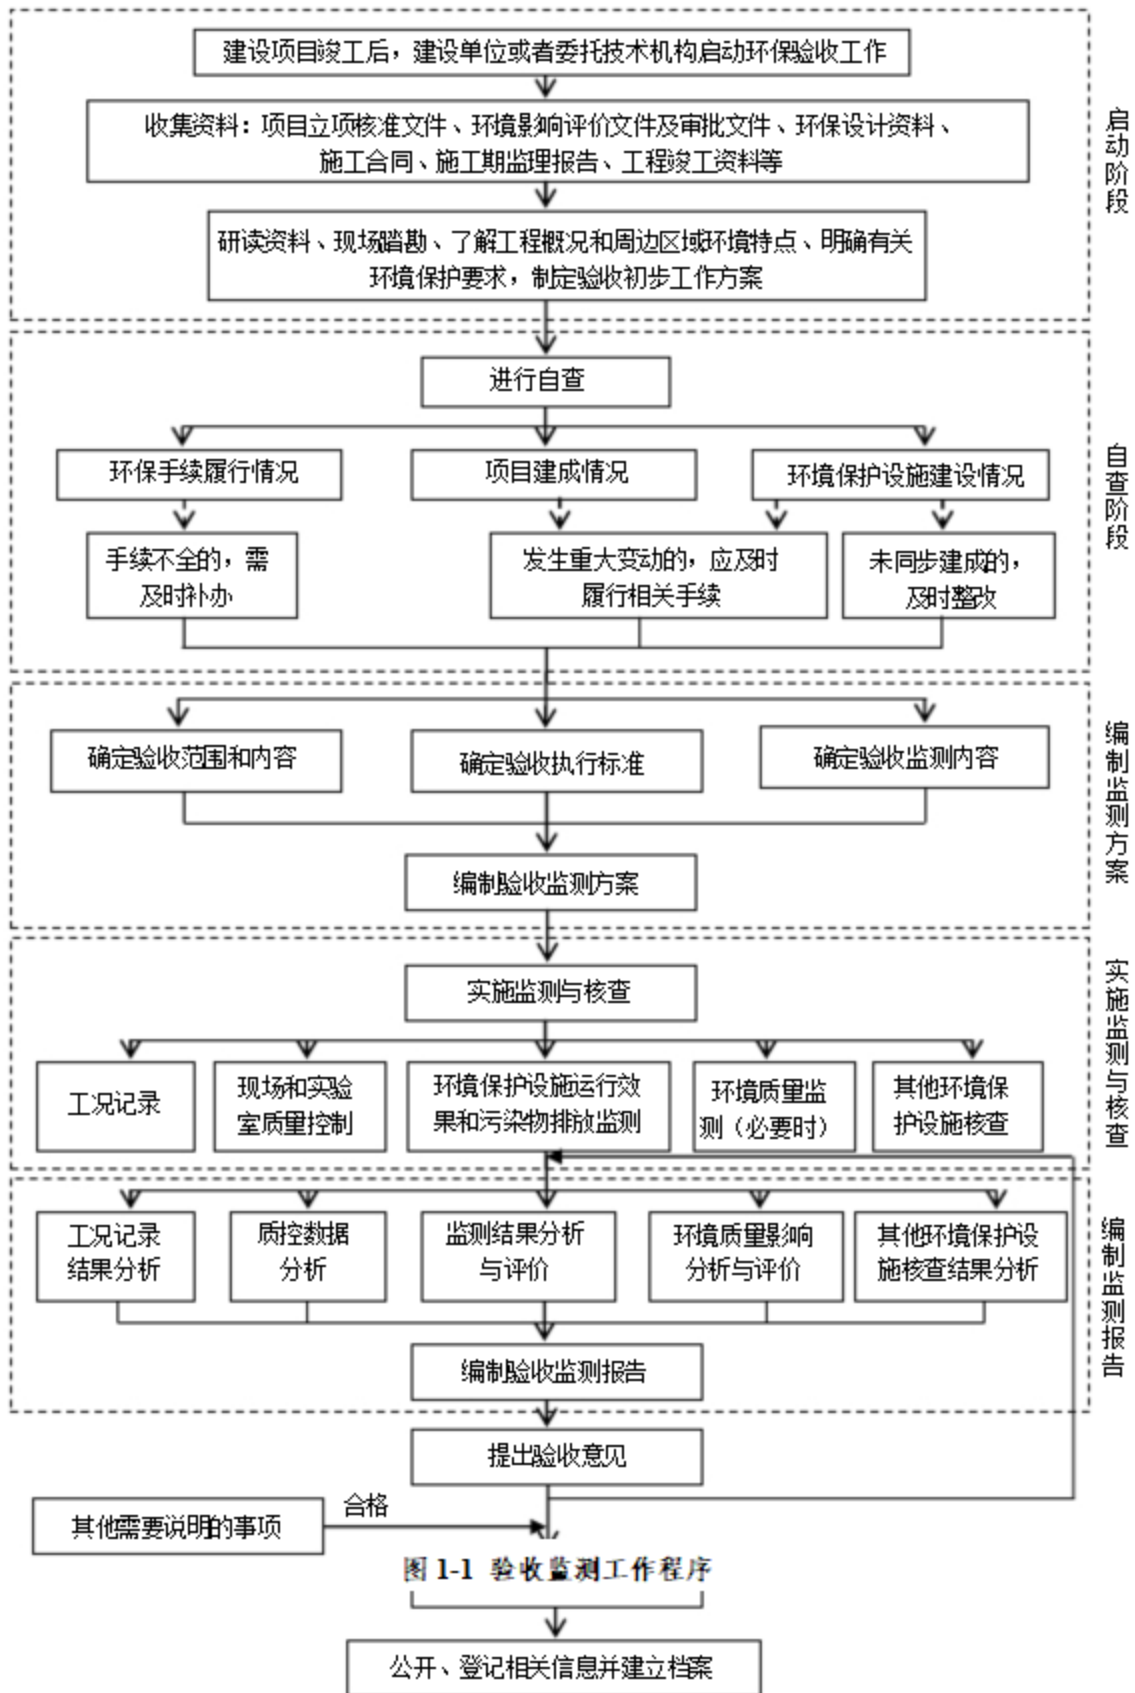 建设项目竣工后，建设单位或者委托技术机构启动环保验收工作
收集资料：项目立项核准文件、环境影响评价文件及审批文件、环保设计资料、
施工合同、施工期监理报告、工程竣工资料等
研读资料、现场踏勘、了解工程概况和周边区域环境特点、明确有关
环境保护要求，制定验收初步工作方案
启动阶段
进行自查
环保手续履行情况
项目建成情况
环境保护设施建设情况
手续不全的，需
及时补办
发生重大变动的，应及时
履行相关手续
未同步建成的，
及时整改
自查阶段
确定验收范围和内容
确定验收执行标准
确定验收监测内容
编制验收监测方案
编制监测方案
实施监测与核查
工况记录
现场和实验
室质量控制
环境保护设施运行效
果和污染物排放监测
环境质量监
测（必要时）
其他环境保
护设施核查
实施监测与核查
工况记录
结果分析
质控数据
分析
监测结果分析
与评价
环境质量影响
分析与评价
其他环境保护设
施核查结果分析
编制验收监测报告
编制监测报告
提出验收意见
其他需要说明的事项
合格
图 1-1 验收监测工作程序
公开、登记相关信息并建立档案